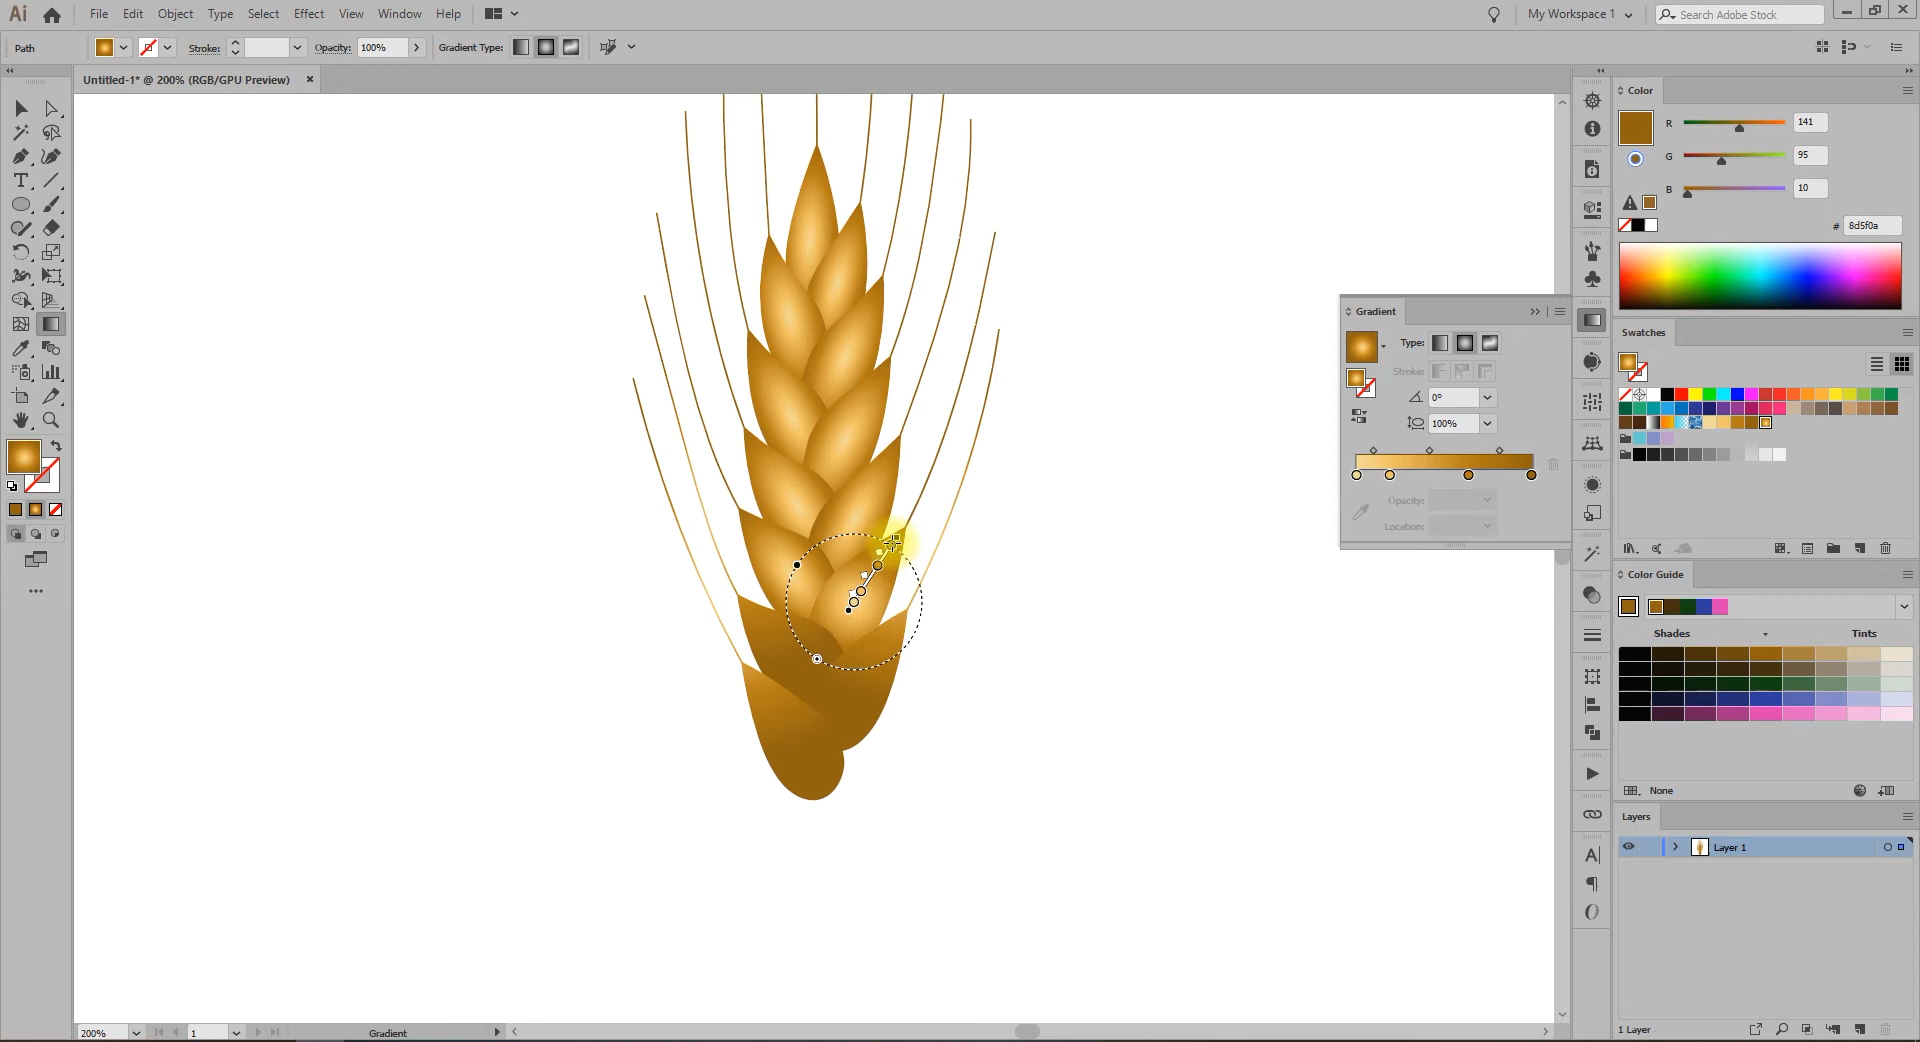 Ai File Edit Object Type Select Effect View Window Help My Workspace 1 Search Adobe Stock
Path Stroke: Opacity: 100% Gradient Type:
Untitled-1* @ 200% (RGB/GPU Preview)
Color
R 141
G 95
B 10
# 8d5f0a
Gradient
Type:
Stroke:
0°
100%
Opacity:
Location:
Swatches
Color Guide
Shades Tints
None
Layers
Layer 1
1 Layer
200% 1 Gradient